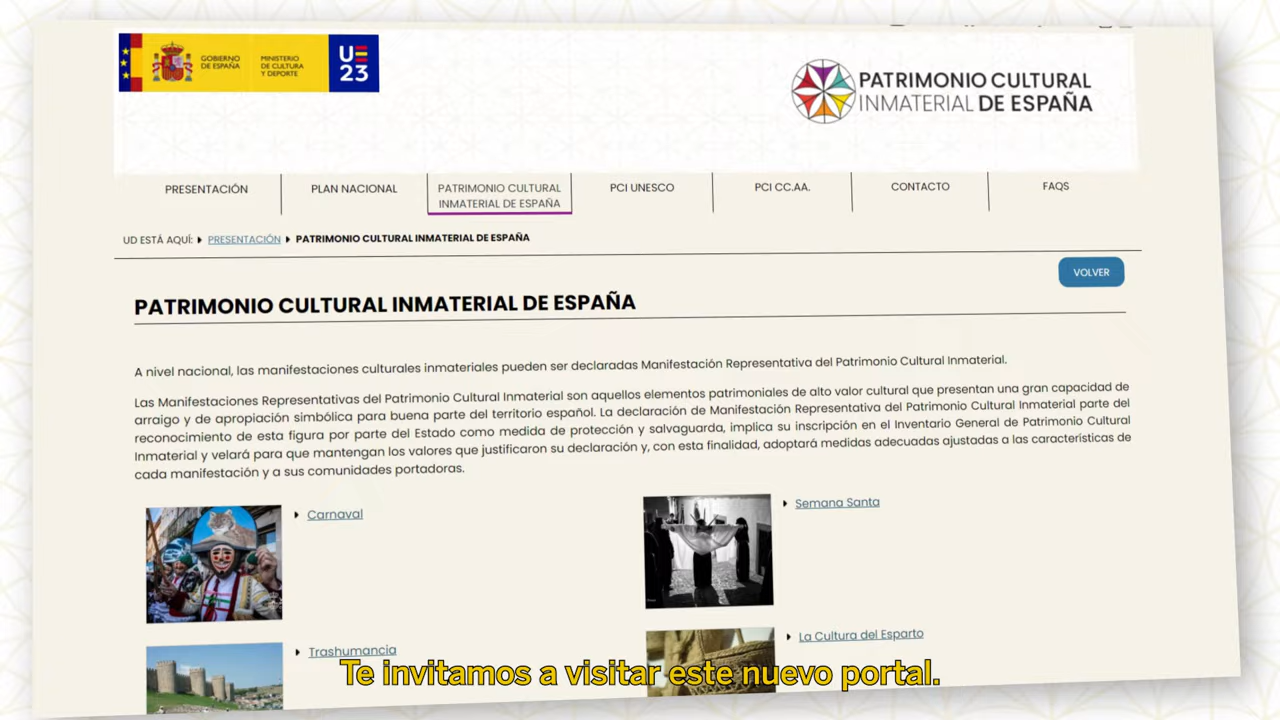 GOBIERNO
DE ESPAÑA
MINISTERIO
DE CULTURA
Y DEPORTE
UE
23
PATRIMONIO CULTURAL
INMATERIAL DE ESPAÑA
PRESENTACIÓN
PLAN NACIONAL
PATRIMONIO CULTURAL
INMATERIAL DE ESPAÑA
PCI UNESCO
PCI CC.AA.
CONTACTO
FAQS
UD ESTÁ AQUÍ: PRESENTACIÓN PATRIMONIO CULTURAL INMATERIAL DE ESPAÑA
VOLVER
PATRIMONIO CULTURAL INMATERIAL DE ESPAÑA
A nivel nacional, las manifestaciones culturales inmateriales pueden ser declaradas Manifestación Representativa del Patrimonio Cultural Inmaterial.
Las Manifestaciones Representativas del Patrimonio Cultural Inmaterial son aquellos elementos patrimoniales de alto valor cultural que presentan una gran capacidad de
arraigo y de apropiación simbólica para buena parte del territorio español. La declaración de Manifestación Representativa del Patrimonio Cultural Inmaterial parte del
reconocimiento de esta figura por parte del Estado como medida de protección y salvaguarda, implica su inscripción en el Inventario General de Patrimonio Cultural
Inmaterial y velará para que mantengan los valores que justificaron su declaración y, con esta finalidad, adoptará medidas adecuadas ajustadas a las características de
cada manifestación y a sus comunidades portadoras.
Carnaval
Semana Santa
Trashumancia
La Cultura del Esparto
Te invitamos a visitar este nuevo portal.